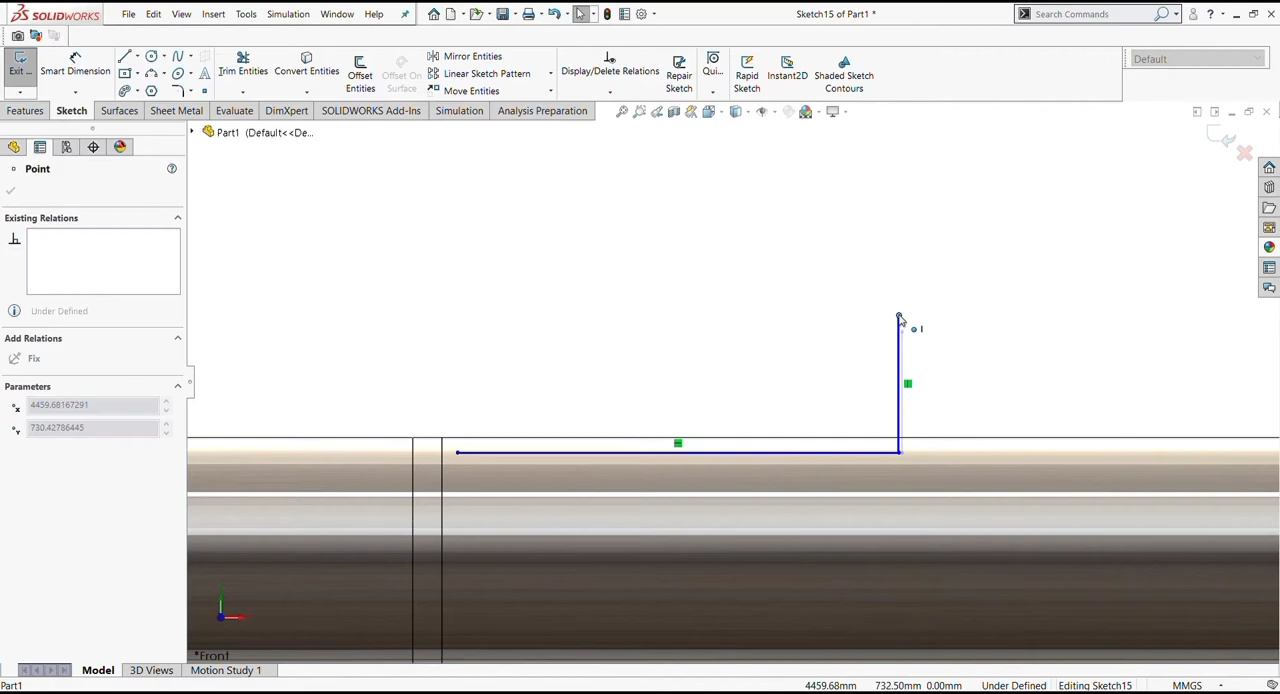 SOLIDWORKS File Edit View Insert Tools Simulation Window Help Sketch15 of Part1 * Search Commands ?
Exit ... Smart Dimension Trim Entities Convert Entities Offset Entities Offset On Surface Mirror Entities Linear Sketch Pattern Move Entities Display/Delete Relations Repair Sketch Qui... Rapid Sketch Instant2D Shaded Sketch Contours Default
Features Sketch Surfaces Sheet Metal Evaluate DimXpert SOLIDWORKS Add-Ins Simulation Analysis Preparation
Part1 (Default<<De...
Point
Existing Relations
Under Defined
Add Relations
Fix
Parameters
4459.68167291
730.42786445
*Front
Model 3D Views Motion Study 1
Part1 4459.68mm 732.50mm 0.00mm Under Defined Editing Sketch15 MMGS